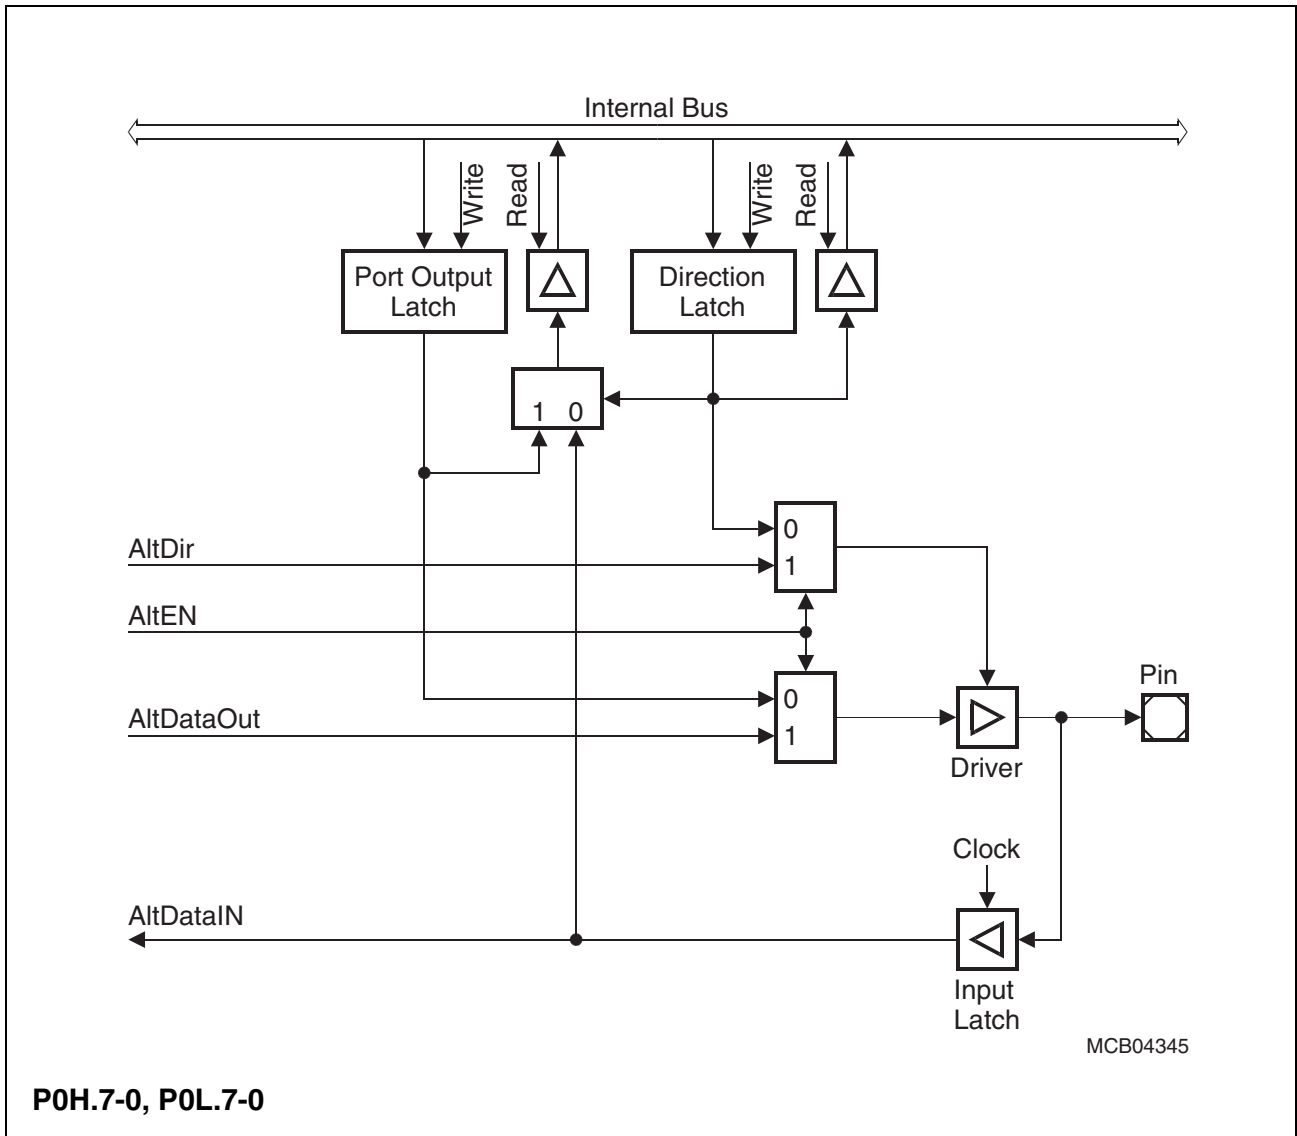 Internal Bus
Write
Read
Write
Read
Port Output
Latch
Direction
Latch
1 0
0
AltDir
1
AltEN
Pin
0
AltDataOut
1
Driver
Clock
AltDataIN
Input
Latch
MCB04345
P0H.7-0, P0L.7-0